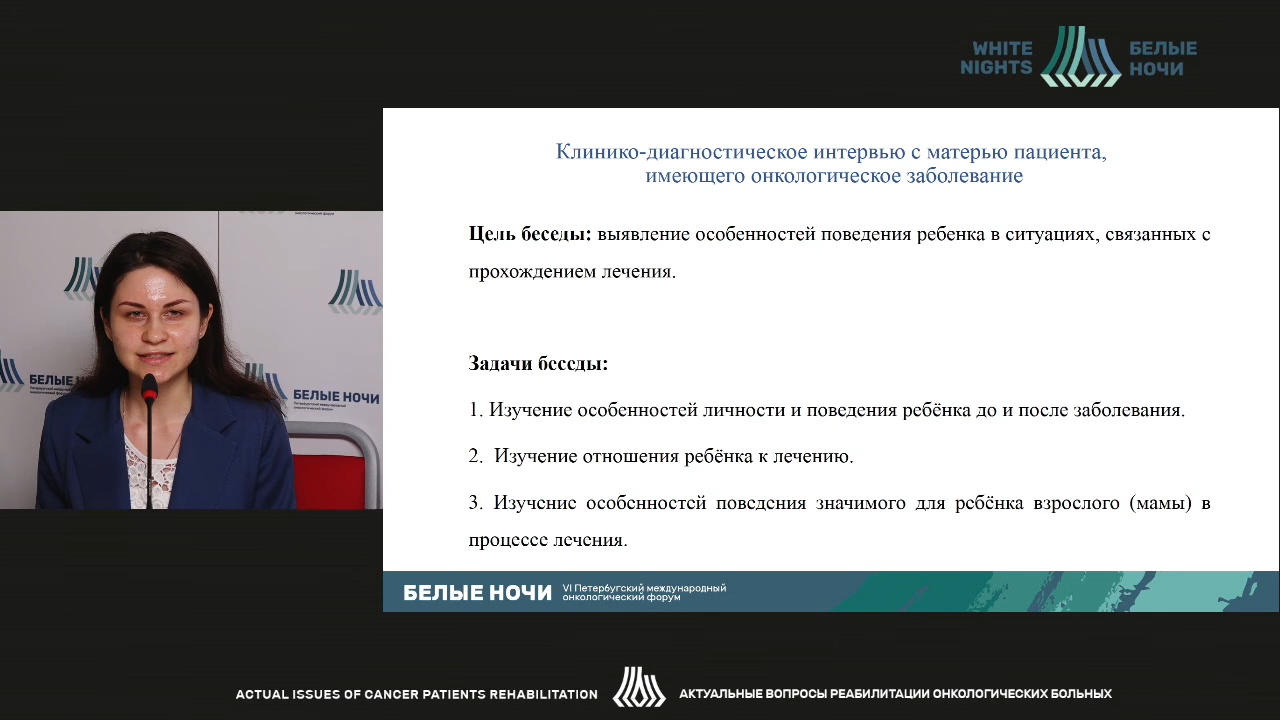 WHITE
NIGHTS
БЕЛЫЕ
НОЧИ
Клинико-диагностическое интервью с матерью пациента,
имеющего онкологическое заболевание
Цель беседы: выявление особенностей поведения ребенка в ситуациях, связанных с
прохождением лечения.
Задачи беседы:
1. Изучение особенностей личности и поведения ребёнка до и после заболевания.
2. Изучение отношения ребёнка к лечению.
3. Изучение особенностей поведения значимого для ребёнка взрослого (мамы) в
процессе лечения.
БЕЛЫЕ НОЧИ
БЕЛЫЕ НОЧИ
VI Петербугский международный
онкологический форум
ACTUAL ISSUES OF CANCER PATIENTS REHABILITATION
АКТУАЛЬНЫЕ ВОПРОСЫ РЕАБИЛИТАЦИИ ОНКОЛОГИЧЕСКИХ БОЛЬНЫХ